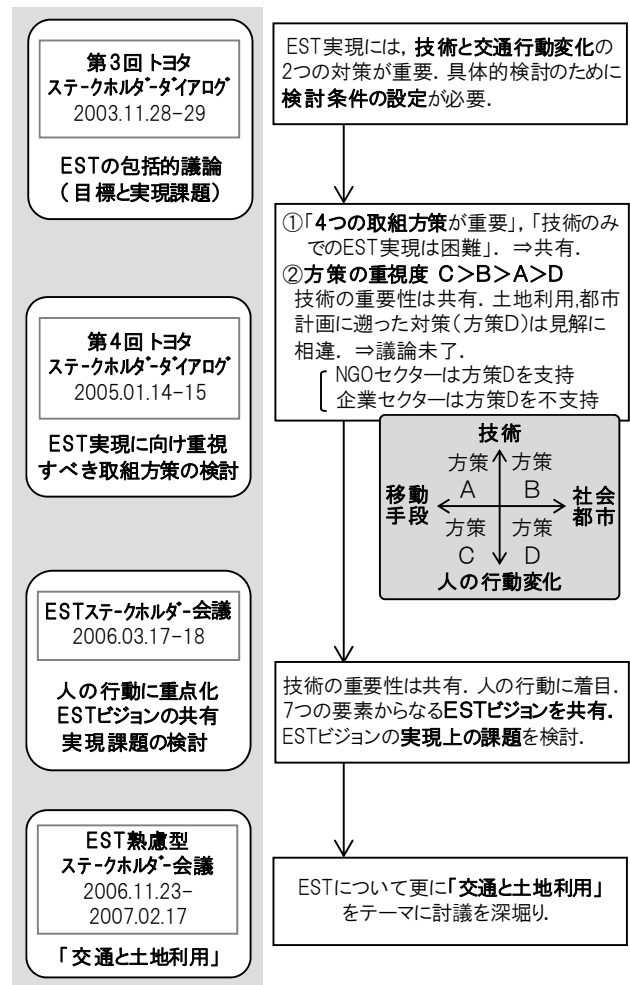 第3回 トヨタ
ステークホルダーダイアログ
2003.11.28-29
ESTの包括的議論
(目標と実現課題)
EST実現には，技術と交通行動変化の
2つの対策が重要．具体的検討のために
検討条件の設定が必要．
第4回 トヨタ
ステークホルダーダイアログ
2005.01.14-15
EST実現に向け重視
すべき取組方策の検討
①「4つの取組方策が重要」，「技術のみ
でのEST実現は困難」．⇒共有．
②方策の重視度 C>B>A>D
技術の重要性は共有．土地利用,都市
計画に遡った対策(方策D)は見解に
相違．⇒議論未了．
NGOセクターは方策Dを支持
企業セクターは方策Dを不支持
技術
方策 方策
A B
移動
手段
社会
都市
方策 方策
C D
人の行動変化
ESTステークホルダー会議
2006.03.17-18
人の行動に重点化
ESTビジョンの共有
実現課題の検討
技術の重要性は共有．人の行動に着目．
7つの要素からなるESTビジョンを共有．
ESTビジョンの実現上の課題を検討．
EST熟慮型
ステークホルダー会議
2006.11.23-
2007.02.17
「交通と土地利用」
ESTについて更に「交通と土地利用」
をテーマに討議を深堀り．